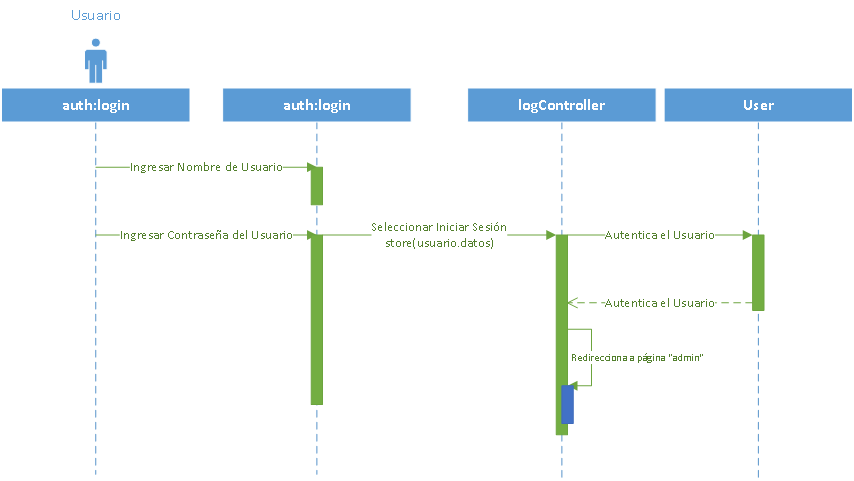 Usuario
auth:login
auth:login
logController
User
Ingresar Nombre de Usuario
Ingresar Contraseña del Usuario
Seleccionar Iniciar Sesión
store(usuario.datos)
Autentica el Usuario
Autentica el Usuario
Redirecciona a página "admin"